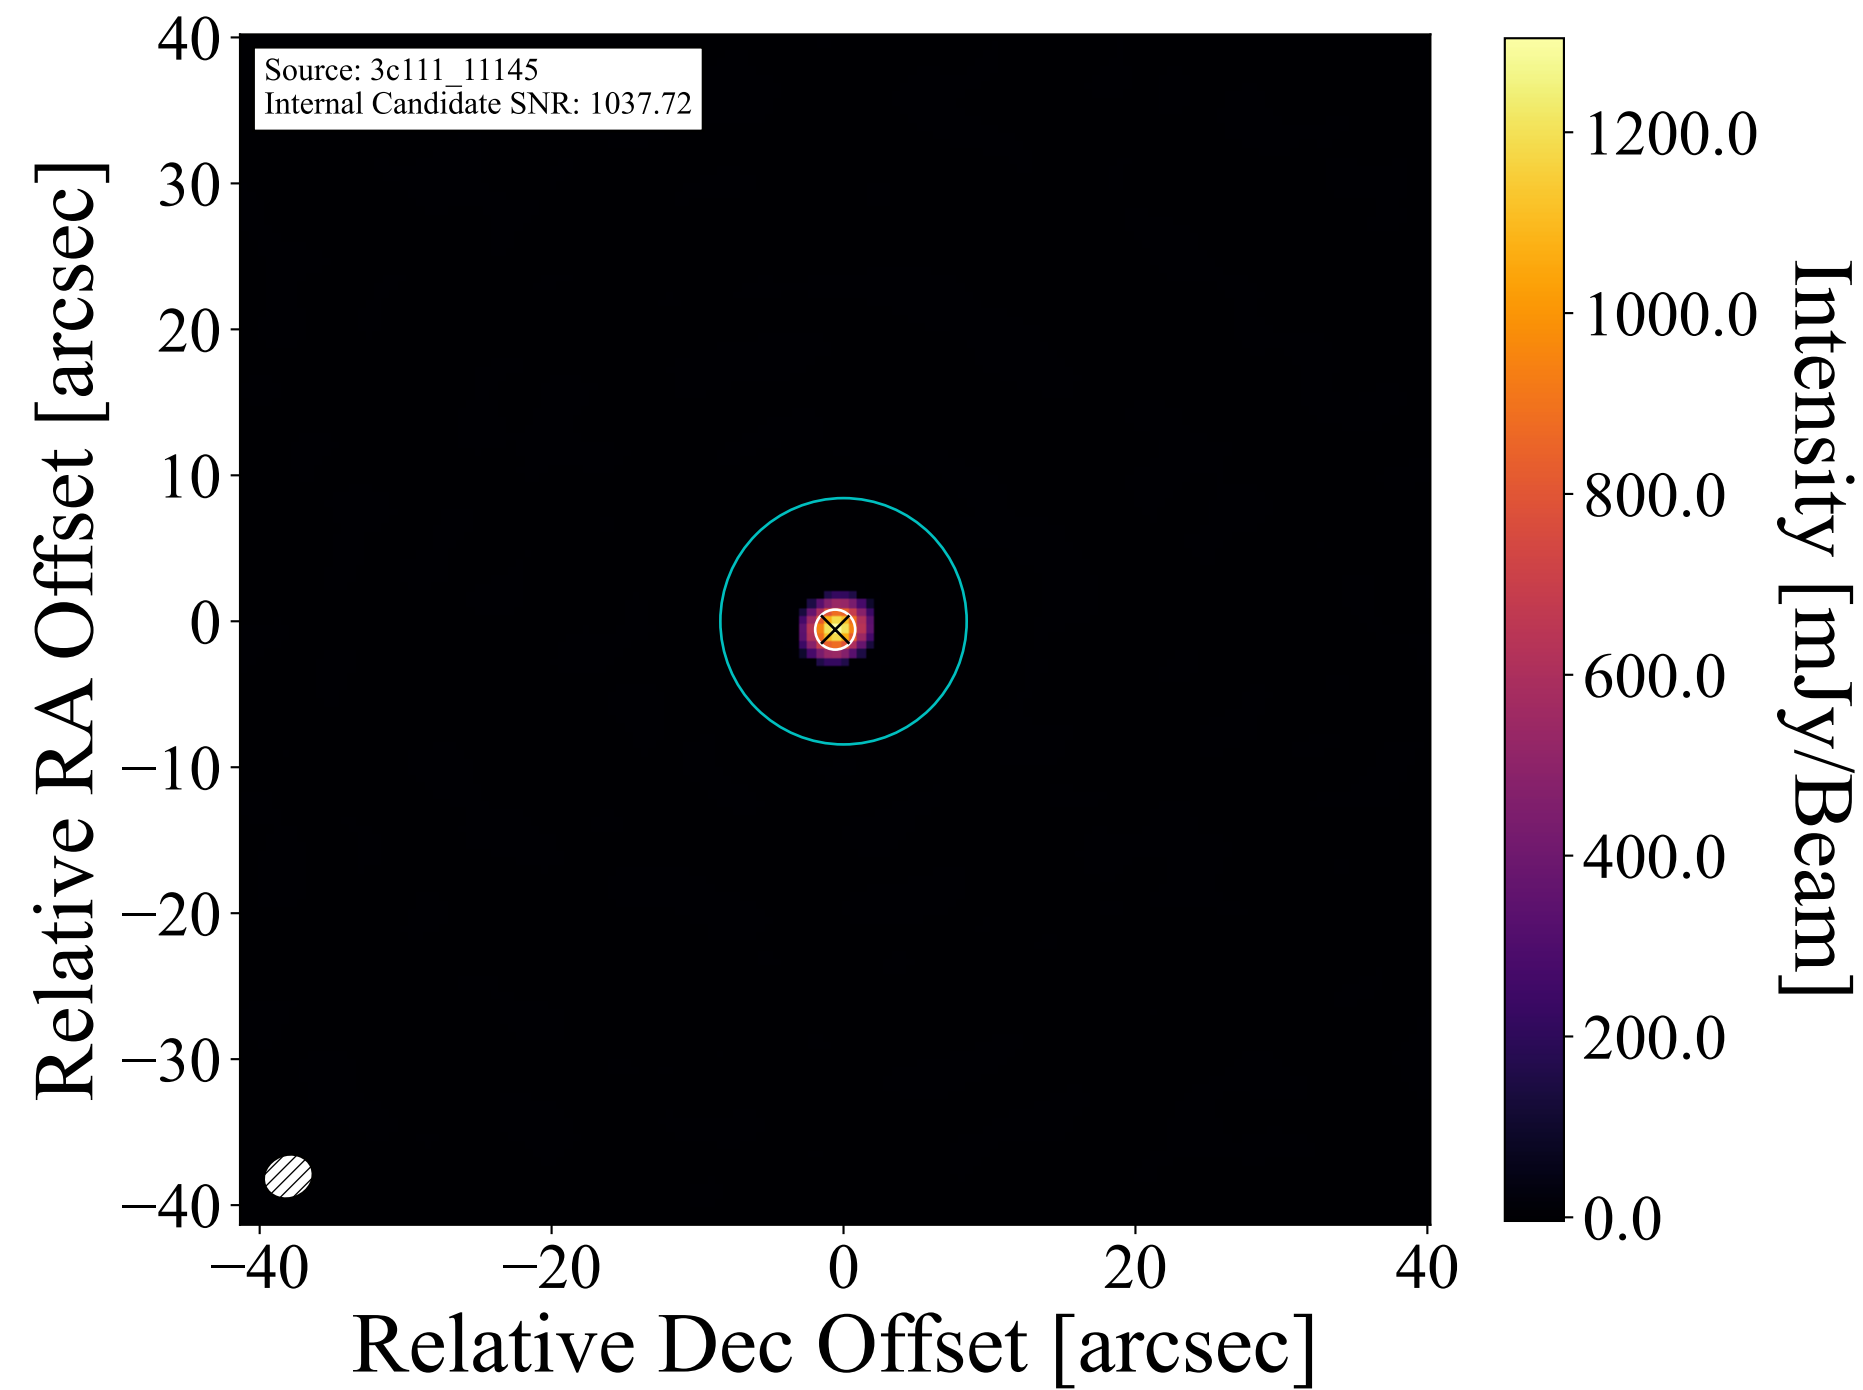 Source: 3c111_11145
Internal Candidate SNR: 1037.72
40
30
20
10
0
−10
−20
−30
−40
Relative RA Offset [arcsec]
−40 −20 0 20 40
Relative Dec Offset [arcsec]
1200.0
1000.0
800.0
600.0
400.0
200.0
0.0
Intensity [mJy/Beam]